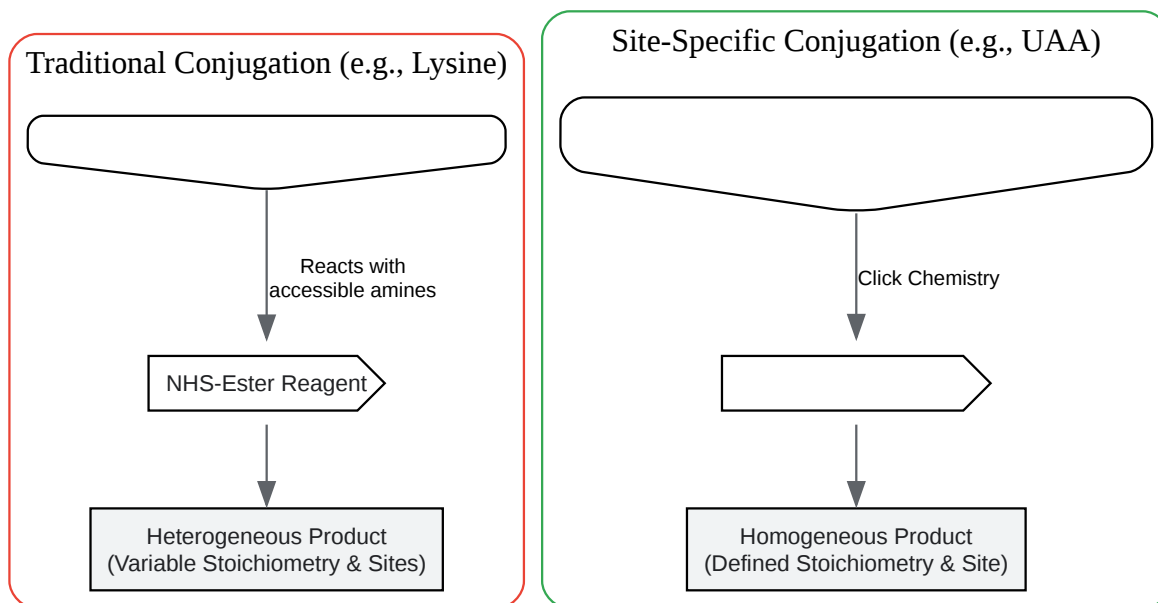 Traditional Conjugation (e.g., Lysine)
Reacts with
accessible amines
NHS-Ester Reagent
Heterogeneous Product
(Variable Stoichiometry & Sites)
Site-Specific Conjugation (e.g., UAA)
Click Chemistry
Homogeneous Product
(Defined Stoichiometry & Site)